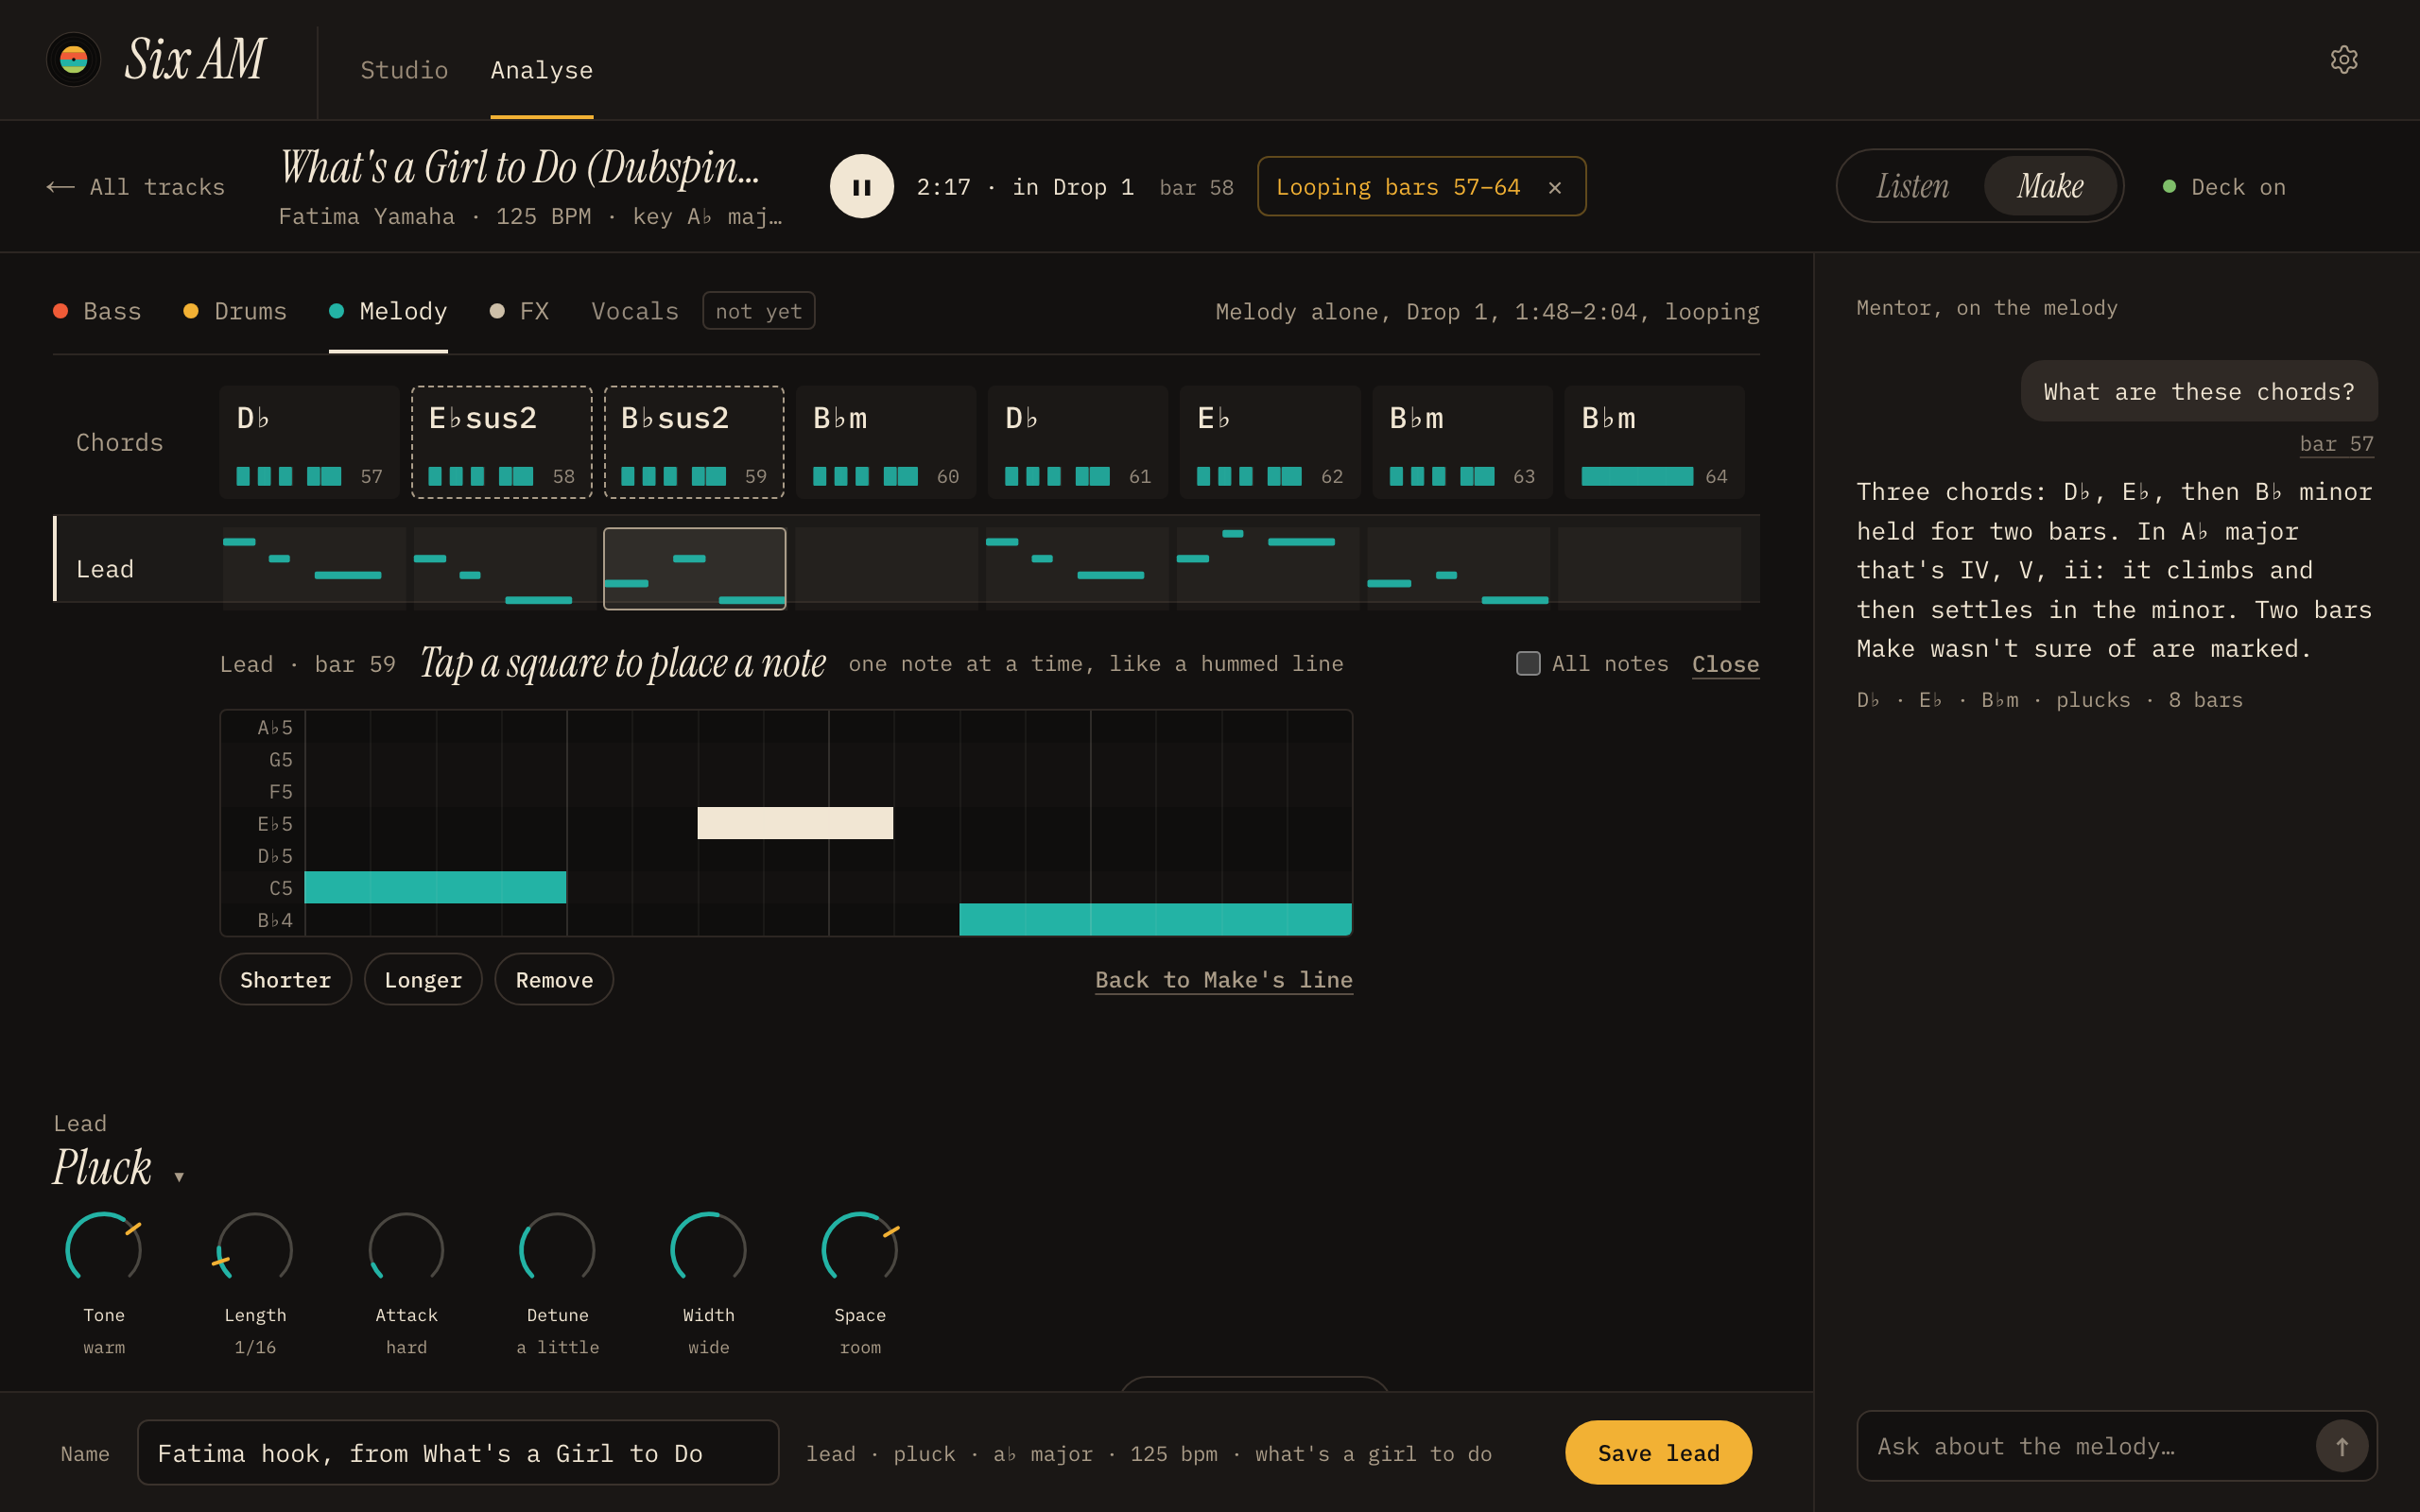 Six AM
Studio
Analyse
← All tracks
What's a Girl to Do (Dubspin…
Fatima Yamaha · 125 BPM · key A♭ maj…
2:17 · in Drop 1
bar 58
Looping bars 57–64 ×
Listen
Make
Deck on
Bass
Drums
Melody
FX
Vocals
not yet
Melody alone, Drop 1, 1:48–2:04, looping
Chords
D♭
57
E♭sus2
58
B♭sus2
59
B♭m
60
D♭
61
E♭
62
B♭m
63
B♭m
64
Lead
Lead · bar 59
Tap a square to place a note
one note at a time, like a hummed line
All notes
Close
A♭5
G5
F5
E♭5
D♭5
C5
B♭4
Shorter
Longer
Remove
Back to Make's line
Lead
Pluck ▾
Tone
warm
Length
1/16
Attack
hard
Detune
a little
Width
wide
Space
room
Name
Fatima hook, from What's a Girl to Do
lead · pluck · a♭ major · 125 bpm · what's a girl to do
Save lead
Mentor, on the melody
What are these chords?
bar 57
Three chords: D♭, E♭, then B♭ minor
held for two bars. In A♭ major
that's IV, V, ii: it climbs and
then settles in the minor. Two bars
Make wasn't sure of are marked.
D♭ · E♭ · B♭m · plucks · 8 bars
Ask about the melody…
↑